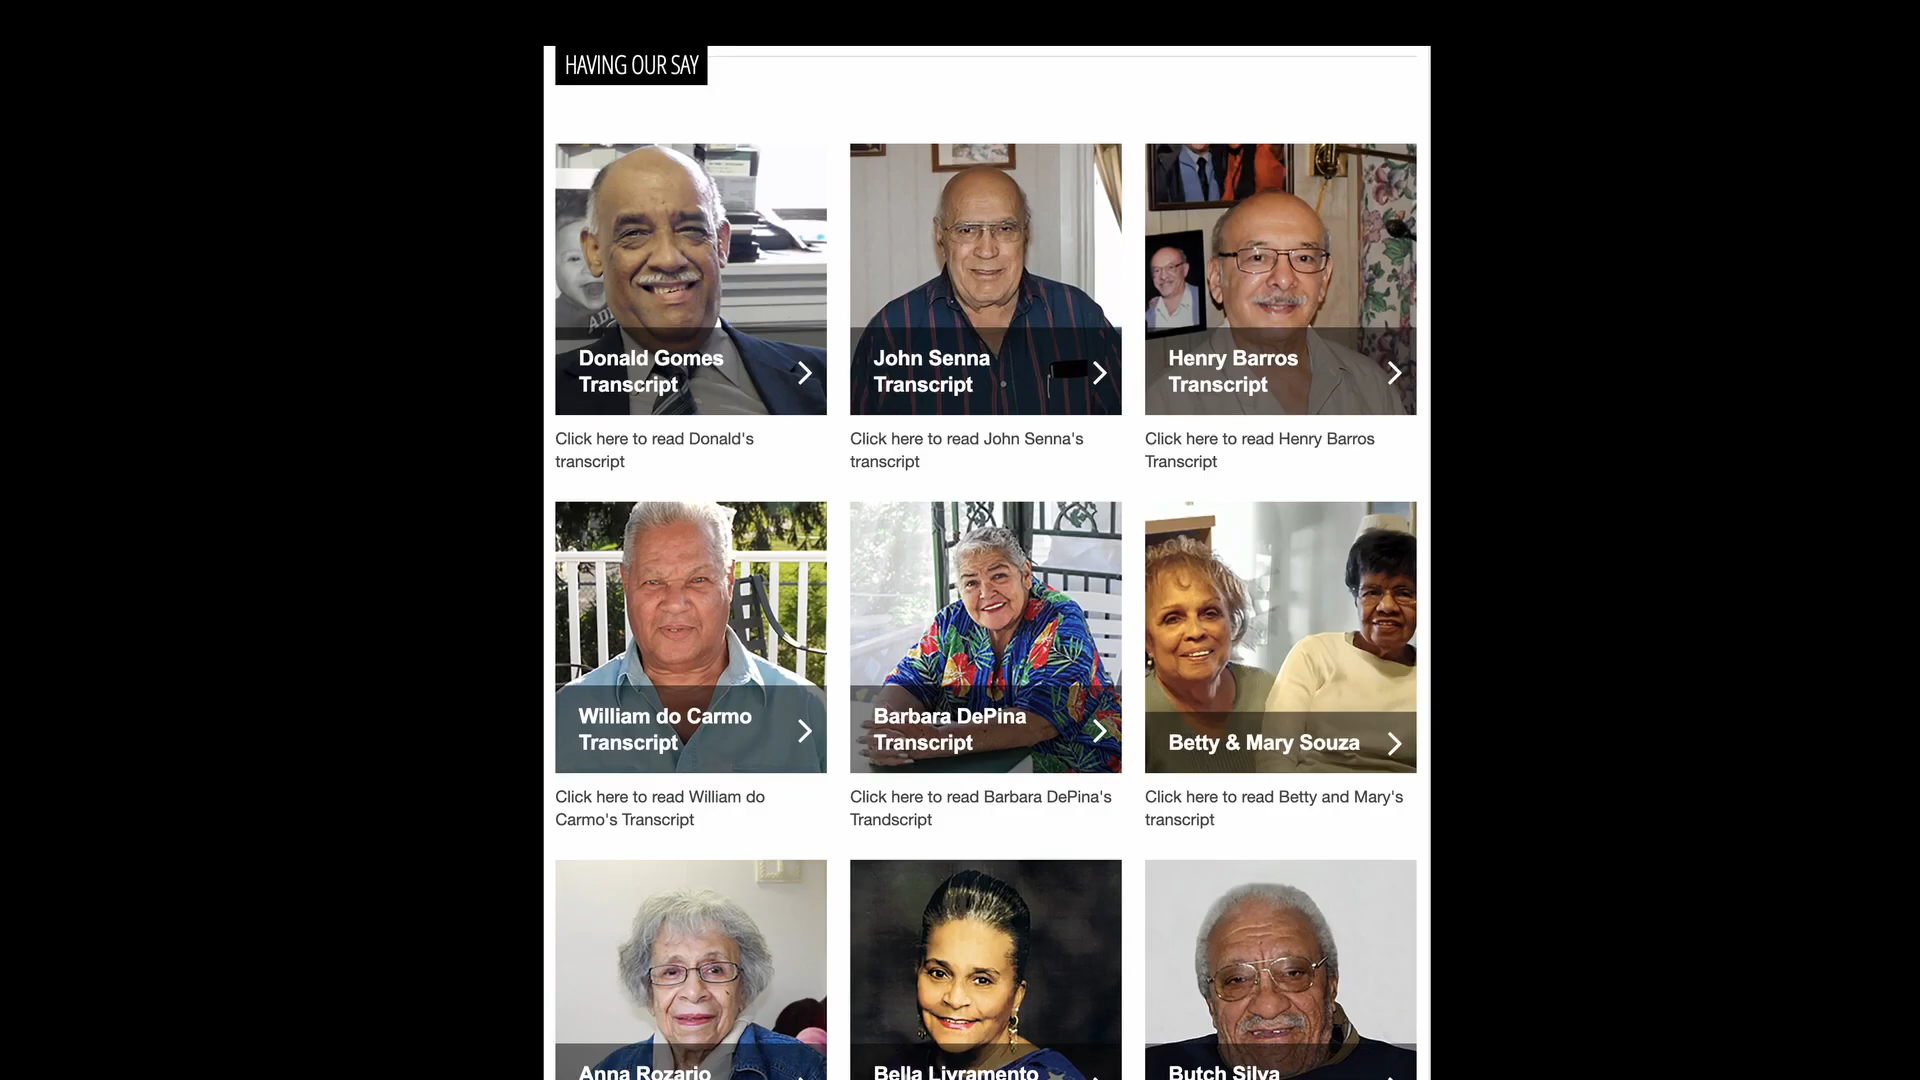 HAVING OUR SAY
Donald Gomes
Transcript
John Senna
Transcript
Henry Barros
Transcript
Click here to read Donald's
transcript
Click here to read John Senna's
transcript
Click here to read Henry Barros
Transcript
William do Carmo
Transcript
Barbara DePina
Transcript
Betty & Mary Souza
Click here to read William do
Carmo's Transcript
Click here to read Barbara DePina's
Trandscript
Click here to read Betty and Mary's
transcript
Anna Rozario
Bella Livramento
Butch Silva